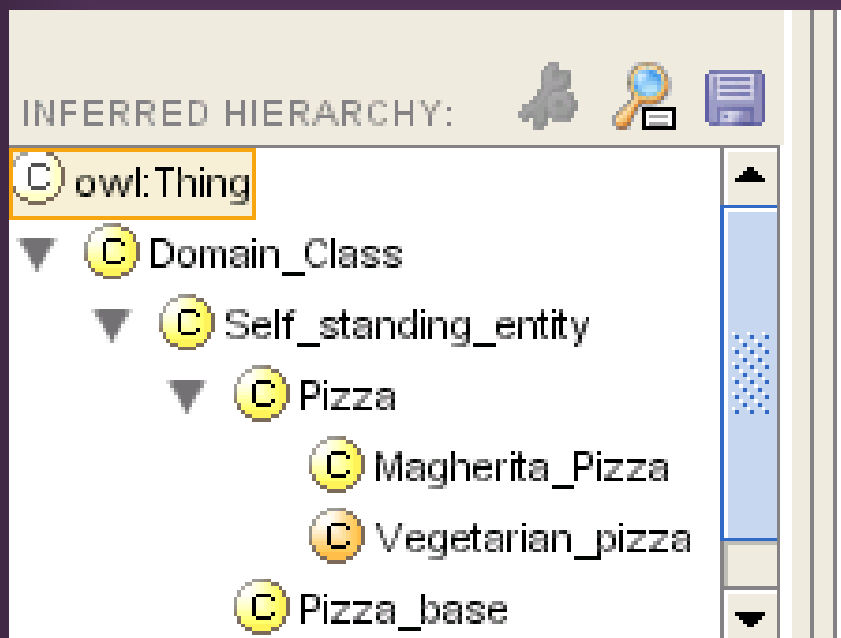 INFERRED HIERARCHY:
C owl:Thing
C Domain_Class
C Self_standing_entity
C Pizza
C Magherita_Pizza
C Vegetarian_pizza
C Pizza_base